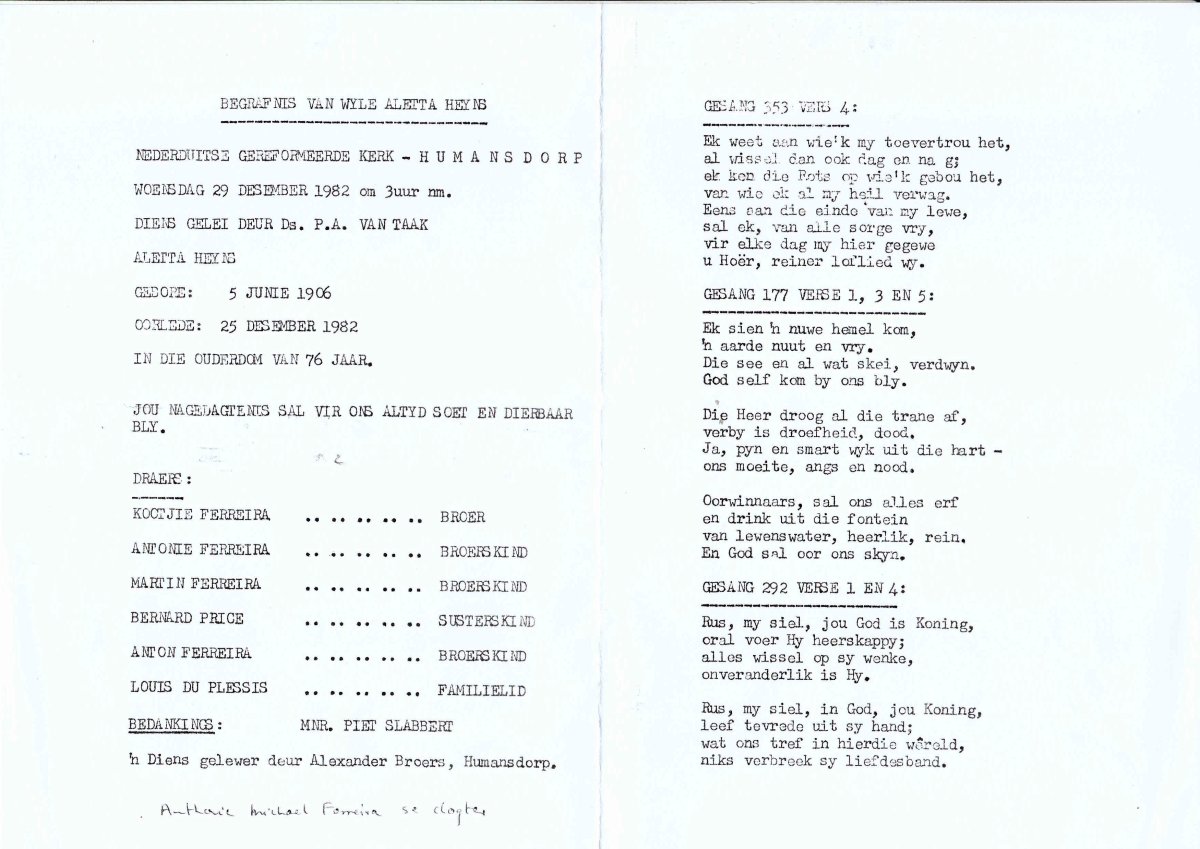 BEGRAFNIS VAN WYLE ALETTA HEYNS
NEDERDUITSE GEREFORMEERDE KERK - H U M A N S D O R P
WOENSDAG 29 DESEMBER 1982 om 3uur nm.
DIENS GELEI DEUR Ds. P.A. VAN TAAK
ALETTA HEYNS
GEBORE: 5 JUNIE 1906
OORLEDE: 25 DESEMBER 1982
IN DIE OUDERDOM VAN 76 JAAR.
JOU NAGEDAGTENIS SAL VIR ONS ALTYD SOET EN DIERBAAR
BLY.
DRAERS:
KOOTJIE FERREIRA .. .. .. .. .. BROER
ANTONIE FERREIRA .. .. .. .. .. BROERSKIND
MARTIN FERREIRA .. .. .. .. .. BROERSKIND
BERNARD PRICE .. .. .. .. .. SUSTERSKIND
ANTON FERREIRA .. .. .. .. .. BROERSKIND
LOUIS DU PLESSIS .. .. .. .. .. FAMILIELID
BEDANKINGS: MNR. PIET SLABBERT
'n Diens gelewer deur Alexander Broers, Humansdorp.
Michael Ferreira se dogter
GESANG 353 VERS 4:
Ek weet aan wie'k my toevertrou het,
al wissel dan ook dag en na g;
ek ken die Rots op wie'k gebou het,
van wie ek al my heil verwag.
Eens aan die einde van my lewe,
sal ek, van alle sorge vry,
vir elke dag my hier gegewe
u Hoër, reiner loflied wy.
GESANG 177 VERSE 1, 3 EN 5:
Ek sien 'n nuwe hemel kom,
'n aarde nuut en vry.
Die see en al wat skei, verdwyn.
God self kom by ons bly.
Die Heer droog al die trane af,
verby is droefheid, dood.
Ja, pyn en smart wyk uit die hart -
ons moeite, angs en nood.
Oorwinnaars, sal ons alles erf
en drink uit die fontein
van lewenswater, heerlik, rein.
En God sal oor ons skyn.
GESANG 292 VERSE 1 EN 4:
Rus, my siel, jou God is Koning,
oral voer Hy heerskappy;
alles wissel op sy wenke,
onveranderlik is Hy.
Rus, my siel, in God, jou Koning,
leef tevrede uit sy hand;
wat ons tref in hierdie wêreld,
niks verbreek sy liefdesband.